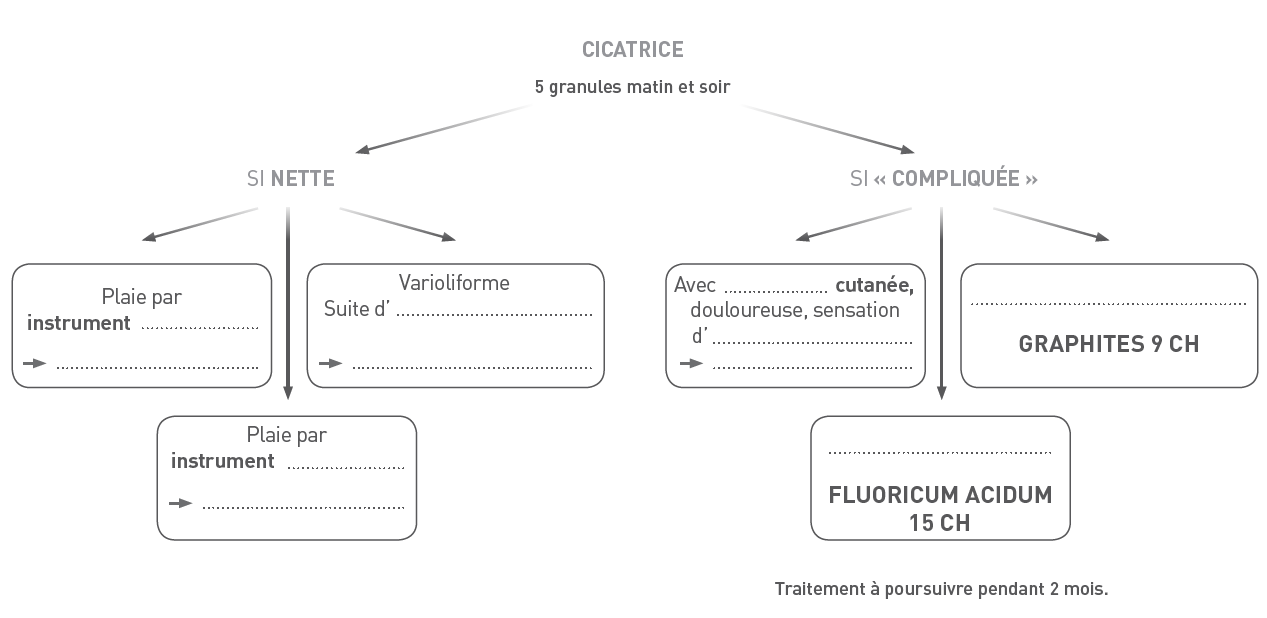 CICATRICE
5 granules matin et soir
SI NETTE
SI « COMPLIQUÉE »
Plaie par
instrument ....................
→ ....................
Varioliforme
Suite d’ ....................
→ ....................
Plaie par
instrument ....................
→ ....................
Avec .................... cutanée,
douloureuse, sensation
d’ ....................
→ ....................
....................
GRAPHITES 9 CH
....................
FLUORICUM ACIDUM
15 CH
Traitement à poursuivre pendant 2 mois.